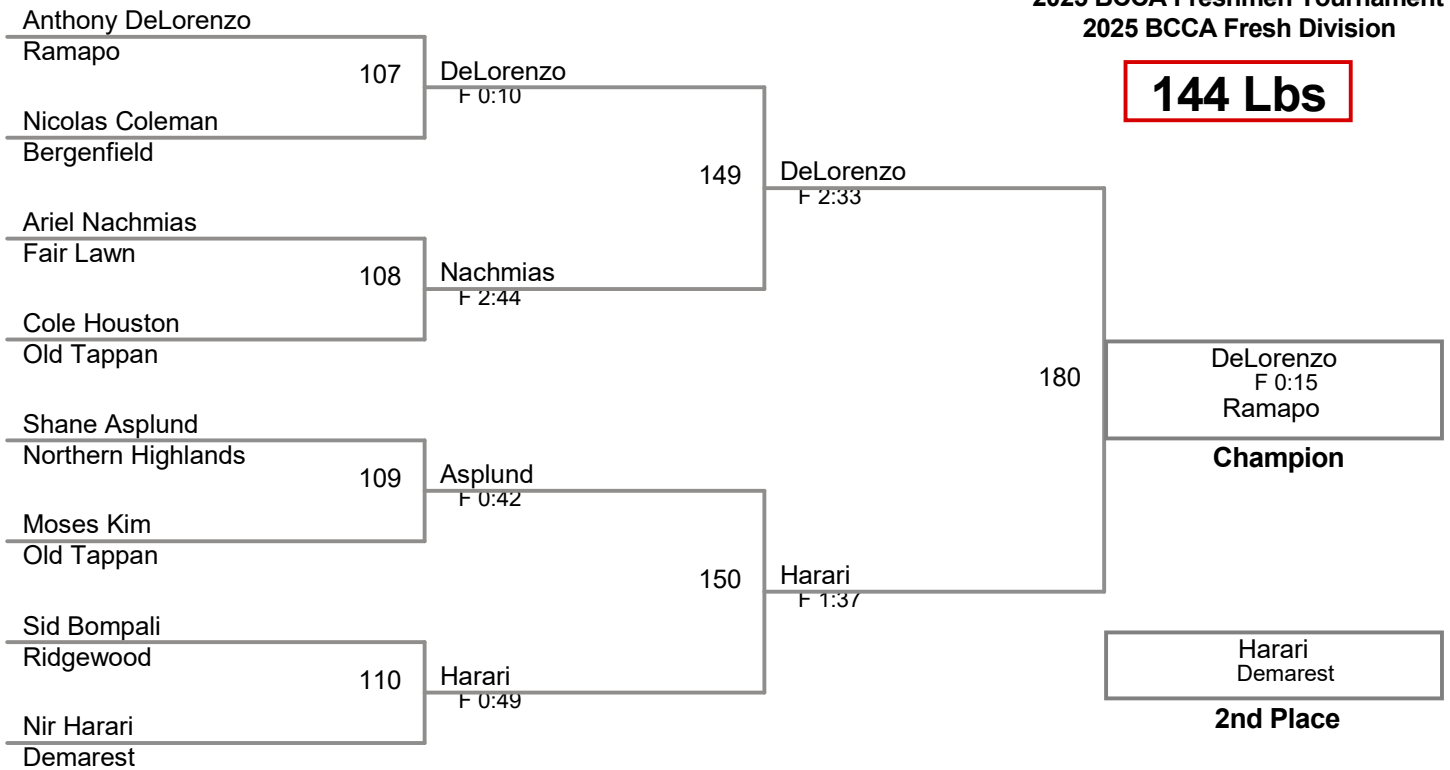 2025 BCCA Freshmen Tournament
2025 BCCA Fresh Division
144 Lbs
Anthony DeLorenzo
Ramapo
107
DeLorenzo
F 0:10
Nicolas Coleman
Bergenfield
149
DeLorenzo
F 2:33
Ariel Nachmias
Fair Lawn
108
Nachmias
F 2:44
Cole Houston
Old Tappan
180
DeLorenzo
F 0:15
Ramapo
Champion
Shane Asplund
Northern Highlands
109
Asplund
F 0:42
Moses Kim
Old Tappan
150
Harari
F 1:37
Sid Bompali
Ridgewood
110
Harari
F 0:49
Nir Harari
Demarest
Harari
Demarest
2nd Place